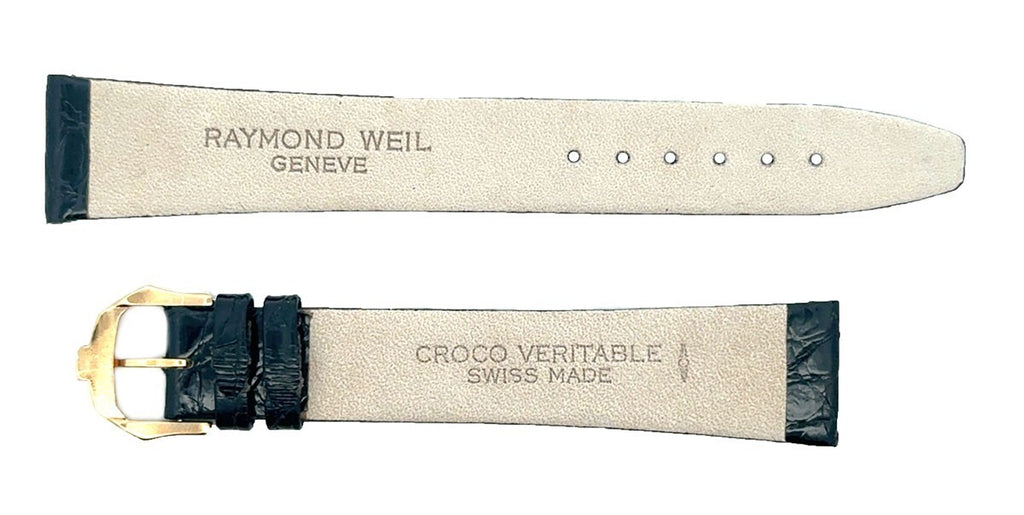 RAYMOND WEIL
GENEVE
CROCO VERITABLE
SWISS MADE